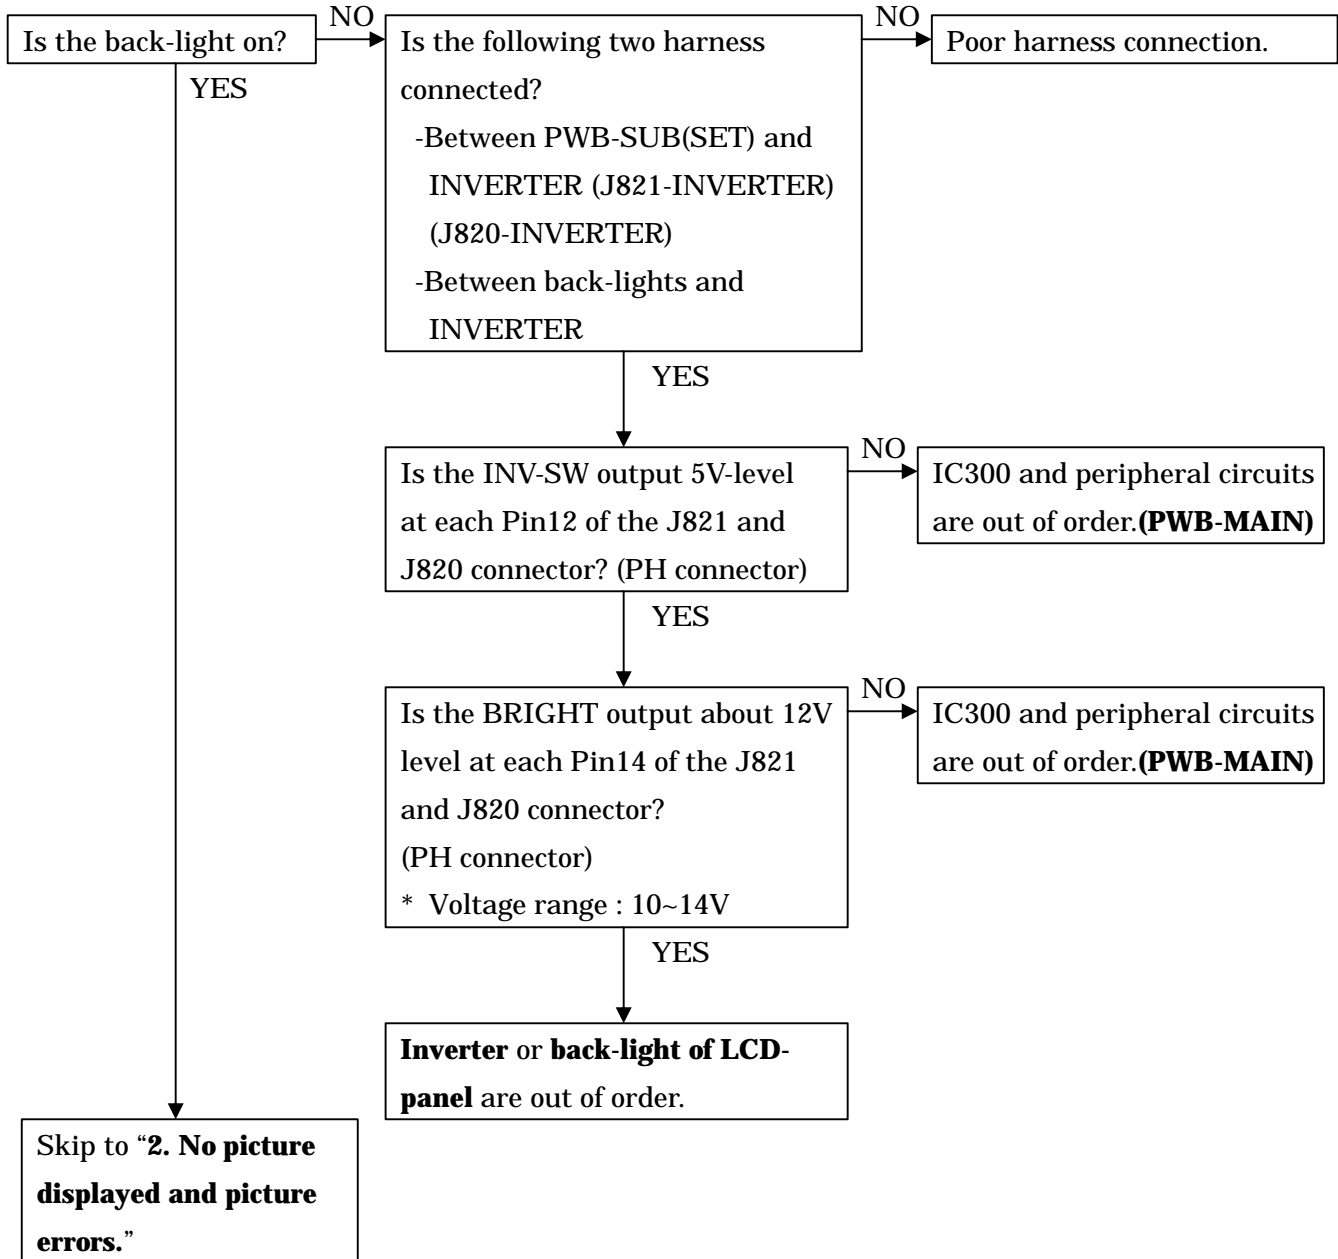 Is the back-light on?
NO
YES
Is the following two harness
connected?
-Between PWB-SUB(SET) and
INVERTER (J821-INVERTER)
(J820-INVERTER)
-Between back-lights and
INVERTER
NO
Poor harness connection.
YES
Is the INV-SW output 5V-level
at each Pin12 of the J821 and
J820 connector? (PH connector)
NO
IC300 and peripheral circuits
are out of order.(PWB-MAIN)
YES
Is the BRIGHT output about 12V
level at each Pin14 of the J821
and J820 connector?
(PH connector)
* Voltage range : 10~14V
NO
IC300 and peripheral circuits
are out of order.(PWB-MAIN)
YES
Inverter or back-light of LCD-
panel are out of order.
Skip to “2. No picture
displayed and picture
errors.”